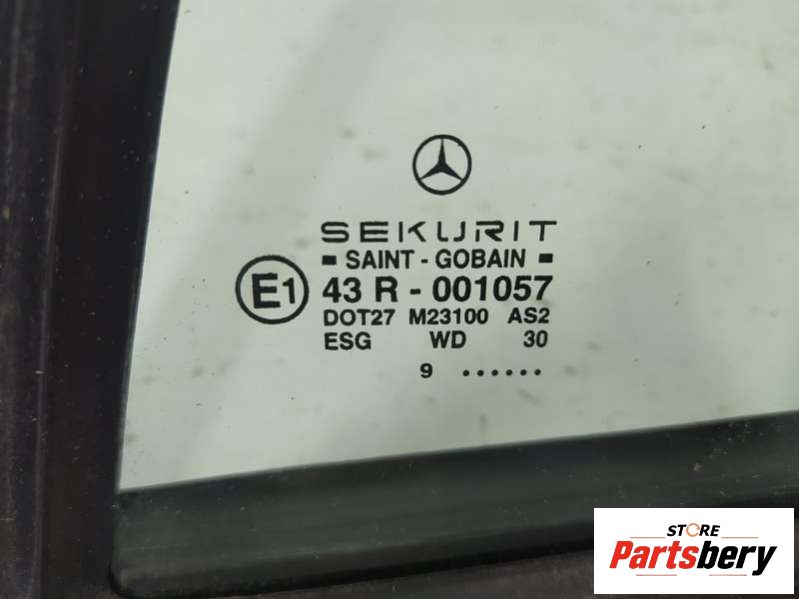 SEKURIT
SAINT - GOBAIN
E1
43 R - 001057
DOT27 M23100 AS2
ESG WD 30
9 ······
STORE
Partsbery